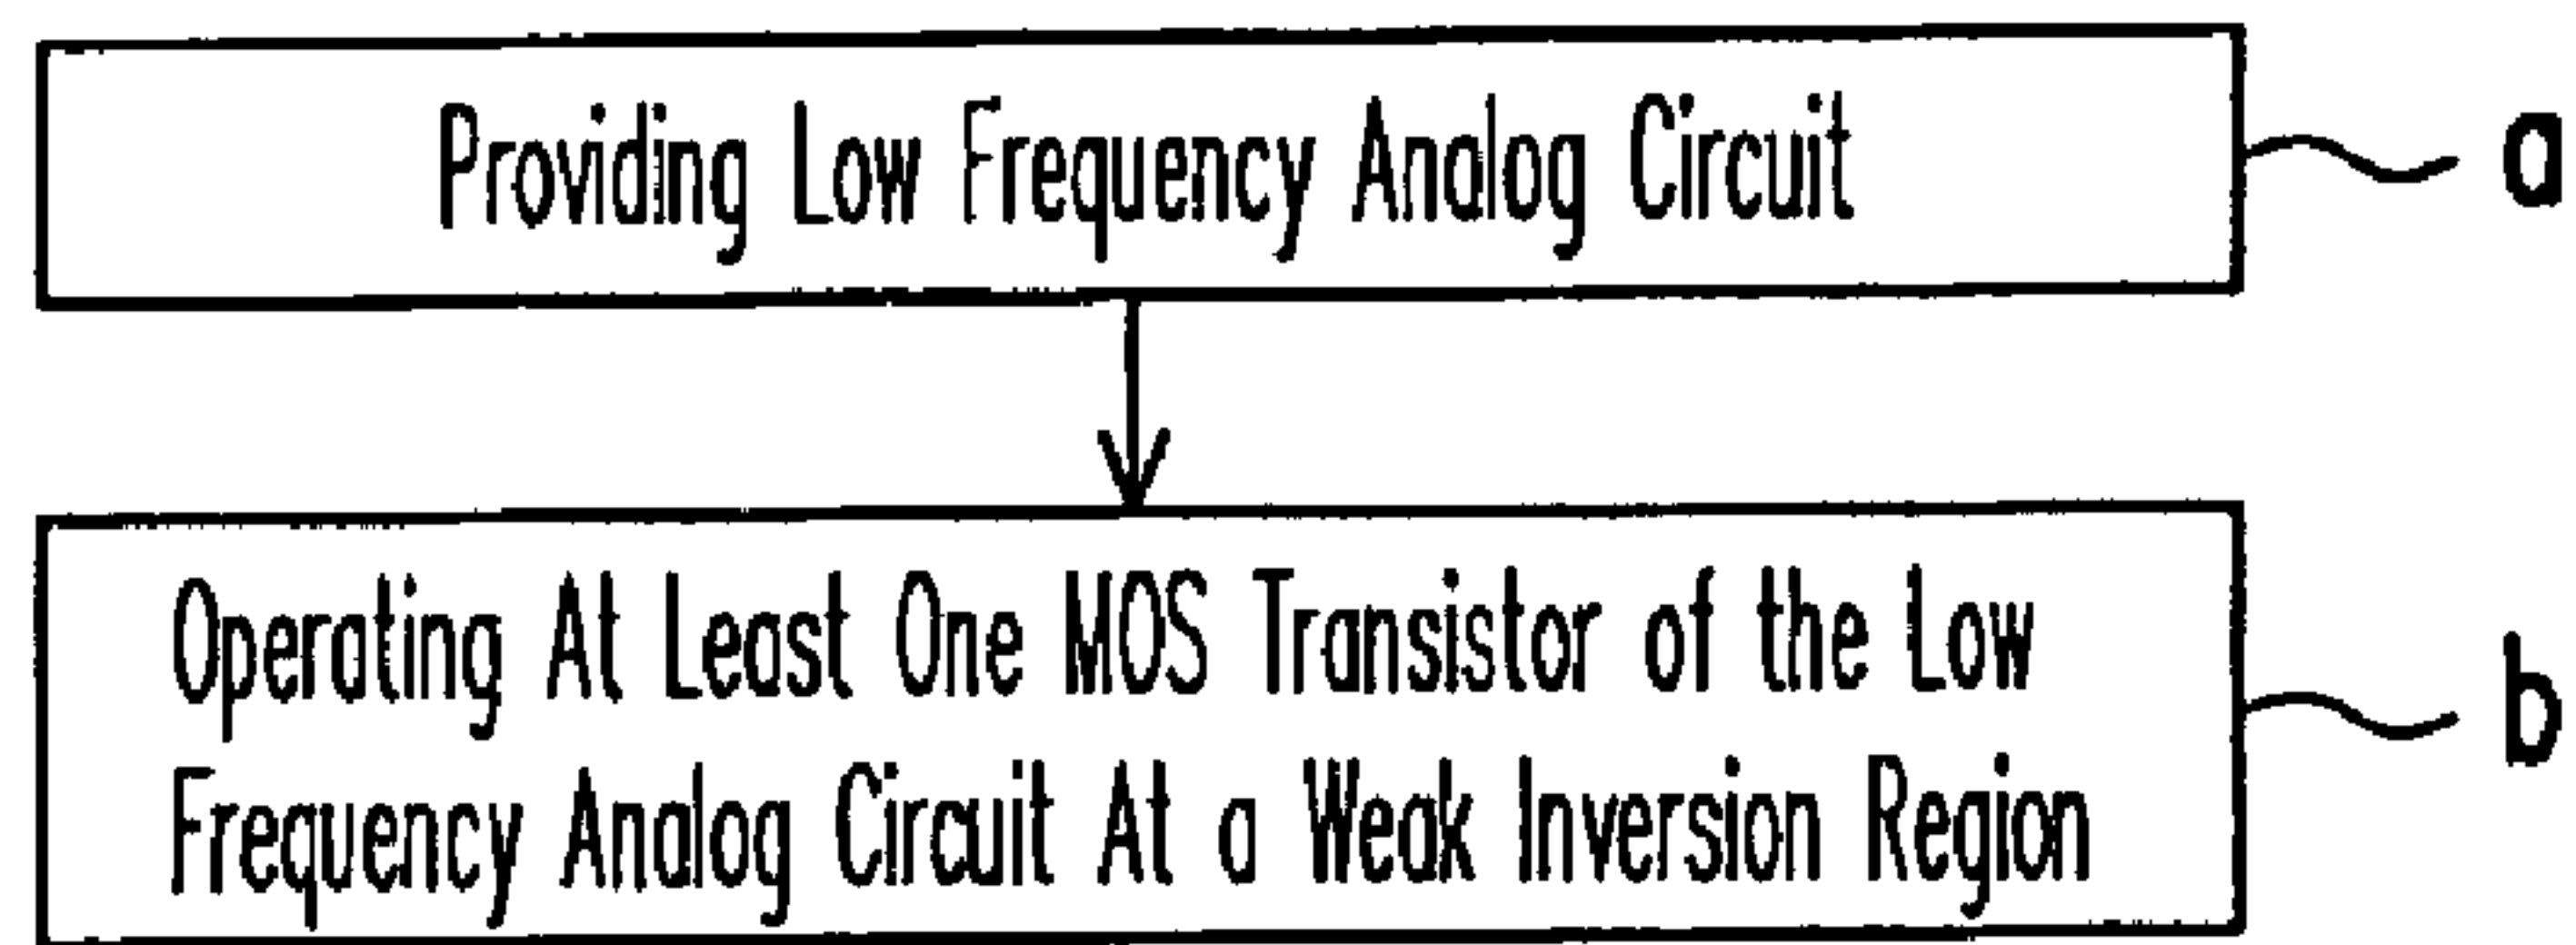 Providing Low Frequency Analog Circuit
a
Operating At Least One MOS Transistor of the Low
Frequency Analog Circuit At a Weak Inversion Region
b